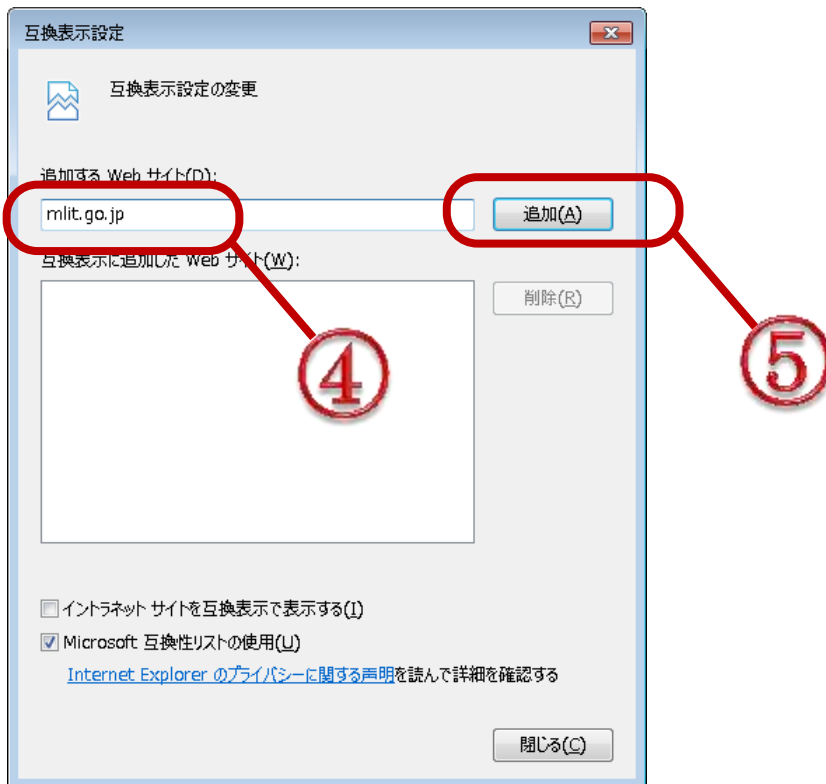 互換表示設定
互換表示設定の変更
追加する Web サイト(D):
mlit.go.jp
追加(A)
互換表示に追加した Web サイト(W):
削除(R)
④
⑤
イントラネット サイトを互換表示で表示する(I)
Microsoft 互換性リストの使用(U)
Internet Explorer のプライバシーに関する声明を読んで詳細を確認する
閉じる(C)